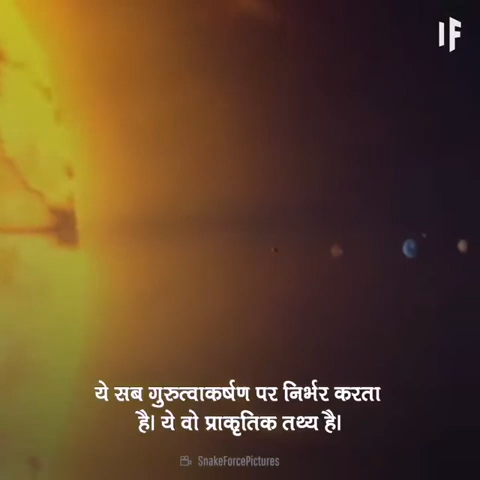 IF
ये सब गुरुत्वाकर्षण पर निर्भर करता
है। ये वो प्राकृतिक तथ्य है।
SnakeForcePictures